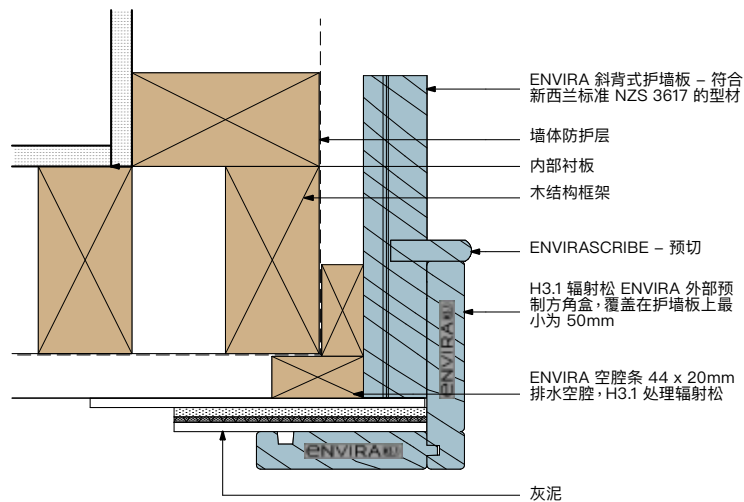 ENVIRA 斜背式护墙板 – 符合
新西兰标准 NZS 3617 的型材
墙体防护层
内部衬板
木结构框架
ENVIRASCRIBE – 预切
H3.1 辐射松 ENVIRA 外部预
制方角盒，覆盖在护墙板上最
小为 50mm
ENVIRA
ENVIRA 空腔条 44 x 20mm
排水空腔，H3.1 处理辐射松
ENVIRA
灰泥